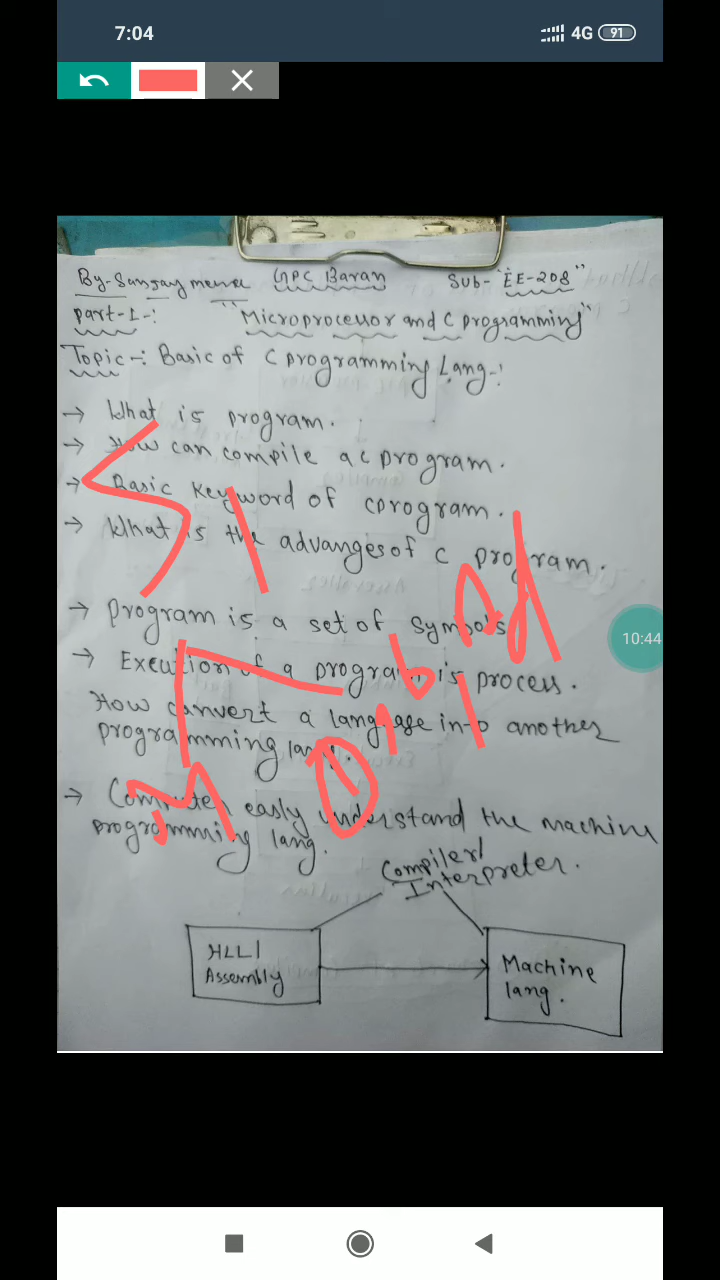 7:04 4G 91
By-Sanjay meena GPC Baran Sub- "EE-208"
part-I-: "Microprocessor and C programming"
Topic-: Basic of C programming Lang-:
→ What is program.
→ How can compile a c program.
→ Basic Keyword of cprogram.
→ What is the advanges of c program.
→ Program is a set of symbols
→ Exeution of a program is process.
How convert a language into another
programming lang.
→ Computer easly understand the machine
programming lang.
Compiler/
Interpreter.
HLL/
Assembly
Machine
lang.
10:44